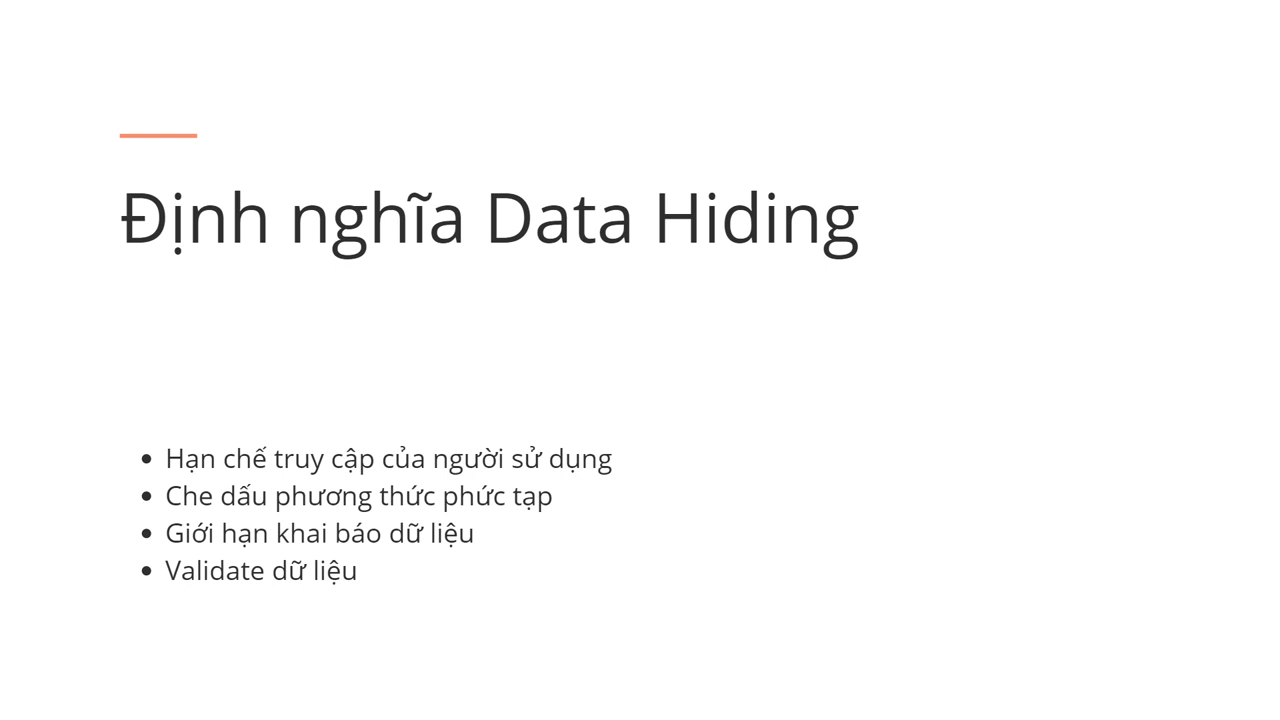 Định nghĩa Data Hiding
• Hạn chế truy cập của người sử dụng
• Che dấu phương thức phức tạp
• Giới hạn khai báo dữ liệu
• Validate dữ liệu